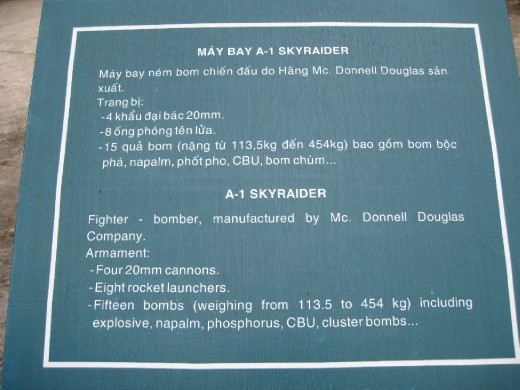 MÁY BAY A-1 SKYRAIDER
Máy bay ném bom chiến đấu do Hãng Mc. Donnell Douglas sản
xuất.
Trang bị:
-4 khẩu đại bác 20mm.
-8 ống phóng tên lửa.
-15 quả bom (nặng từ 113,5kg đến 454kg) bao gồm bom bộc
phá, napalm, phốt pho, CBU, bom chùm...
A-1 SKYRAIDER
Fighter - bomber, manufactured by Mc. Donnell Douglas
Company.
Armament:
-Four 20mm cannons.
-Eight rocket launchers.
-Fifteen bombs (weighing from 113.5 to 454 kg) including
explosive, napalm, phosphorus, CBU, cluster bombs...